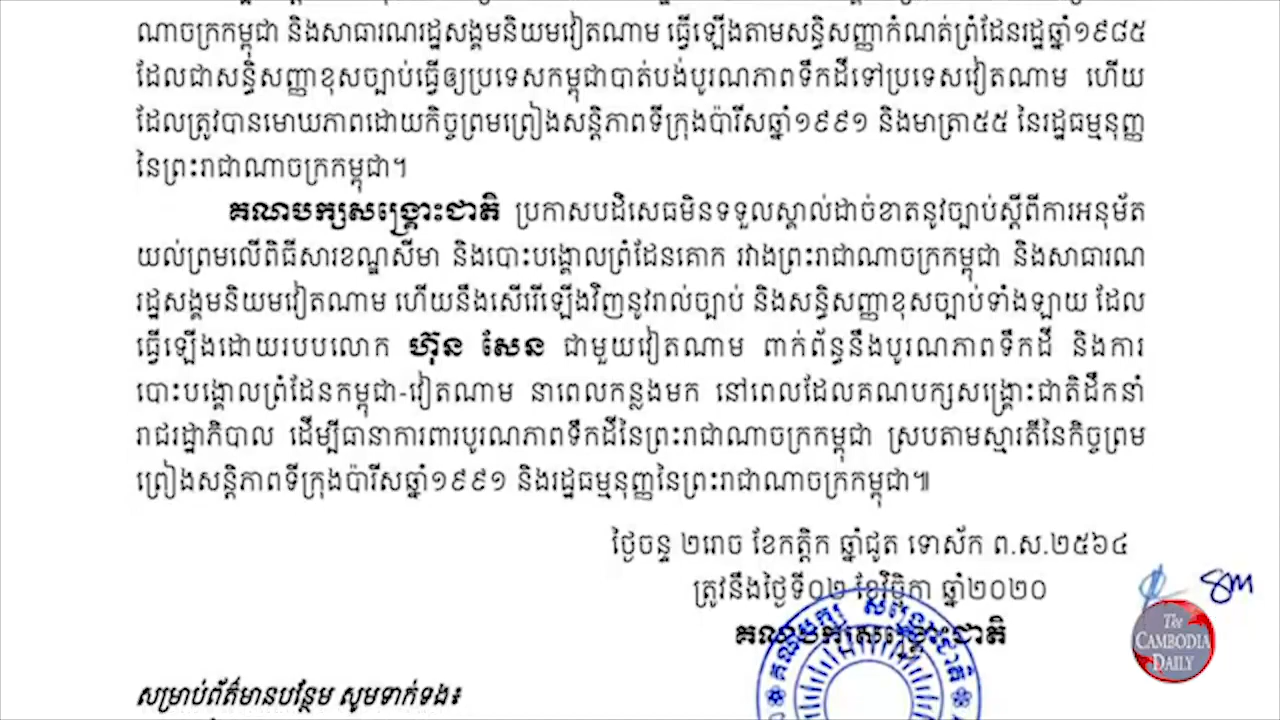 ណាចក្រកម្ពុជា និងសាធារណរដ្ឋសង្គមនិយមវៀតណាម ធ្វើឡើងតាមសន្ធិសញ្ញាកំណត់ព្រំដែនរដ្ឋឆ្នាំ១៩៨៥
ដែលជាសន្ធិសញ្ញាខុសច្បាប់ធ្វើឲ្យប្រទេសកម្ពុជាបាត់បង់បូរណភាពទឹកដីទៅប្រទេសវៀតណាម ហើយ
ដែលត្រូវបានមោឃភាពដោយកិច្ចព្រមព្រៀងសន្តិភាពទីក្រុងប៉ារីសឆ្នាំ១៩៩១ និងមាត្រា៥៥ នៃរដ្ឋធម្មនុញ្ញ
នៃព្រះរាជាណាចក្រកម្ពុជា។
គណបក្សសង្គ្រោះជាតិ ប្រកាសបដិសេធមិនទទួលស្គាល់ដាច់ខាតនូវច្បាប់ស្តីពីការអនុម័ត
យល់ព្រមលើពិធីសារខណ្ឌសីមា និងបោះបង្គោលព្រំដែនគោក រវាងព្រះរាជាណាចក្រកម្ពុជា និងសាធារណ
រដ្ឋសង្គមនិយមវៀតណាម ហើយនឹងសើរើឡើងវិញនូវរាល់ច្បាប់ និងសន្ធិសញ្ញាខុសច្បាប់ទាំងឡាយ ដែល
ធ្វើឡើងដោយរបបលោក ហ៊ុន សែន ជាមួយវៀតណាម ពាក់ព័ន្ធនឹងបូរណភាពទឹកដី និងការ
បោះបង្គោលព្រំដែនកម្ពុជា-វៀតណាម នាពេលកន្លងមក នៅពេលដែលគណបក្សសង្គ្រោះជាតិដឹកនាំ
រាជរដ្ឋាភិបាល ដើម្បីធានាការពារបូរណភាពទឹកដីនៃព្រះរាជាណាចក្រកម្ពុជា ស្របតាមស្មារតីនៃកិច្ចព្រម
ព្រៀងសន្តិភាពទីក្រុងប៉ារីសឆ្នាំ១៩៩១ និងរដ្ឋធម្មនុញ្ញនៃព្រះរាជាណាចក្រកម្ពុជា៕
ថ្ងៃចន្ទ ២រោច ខែកត្តិក ឆ្នាំជូត ទោស័ក ព.ស.២៥៦៤
ត្រូវនឹងថ្ងៃទី០២ ខែវិច្ឆិកា ឆ្នាំ២០២០
គណបក្សសង្គ្រោះជាតិ
គណបក្ស សង្គ្រោះជាតិ
The
CAMBODIA
DAILY
សម្រាប់ព័ត៌មានបន្ថែម សូមទាក់ទង៖